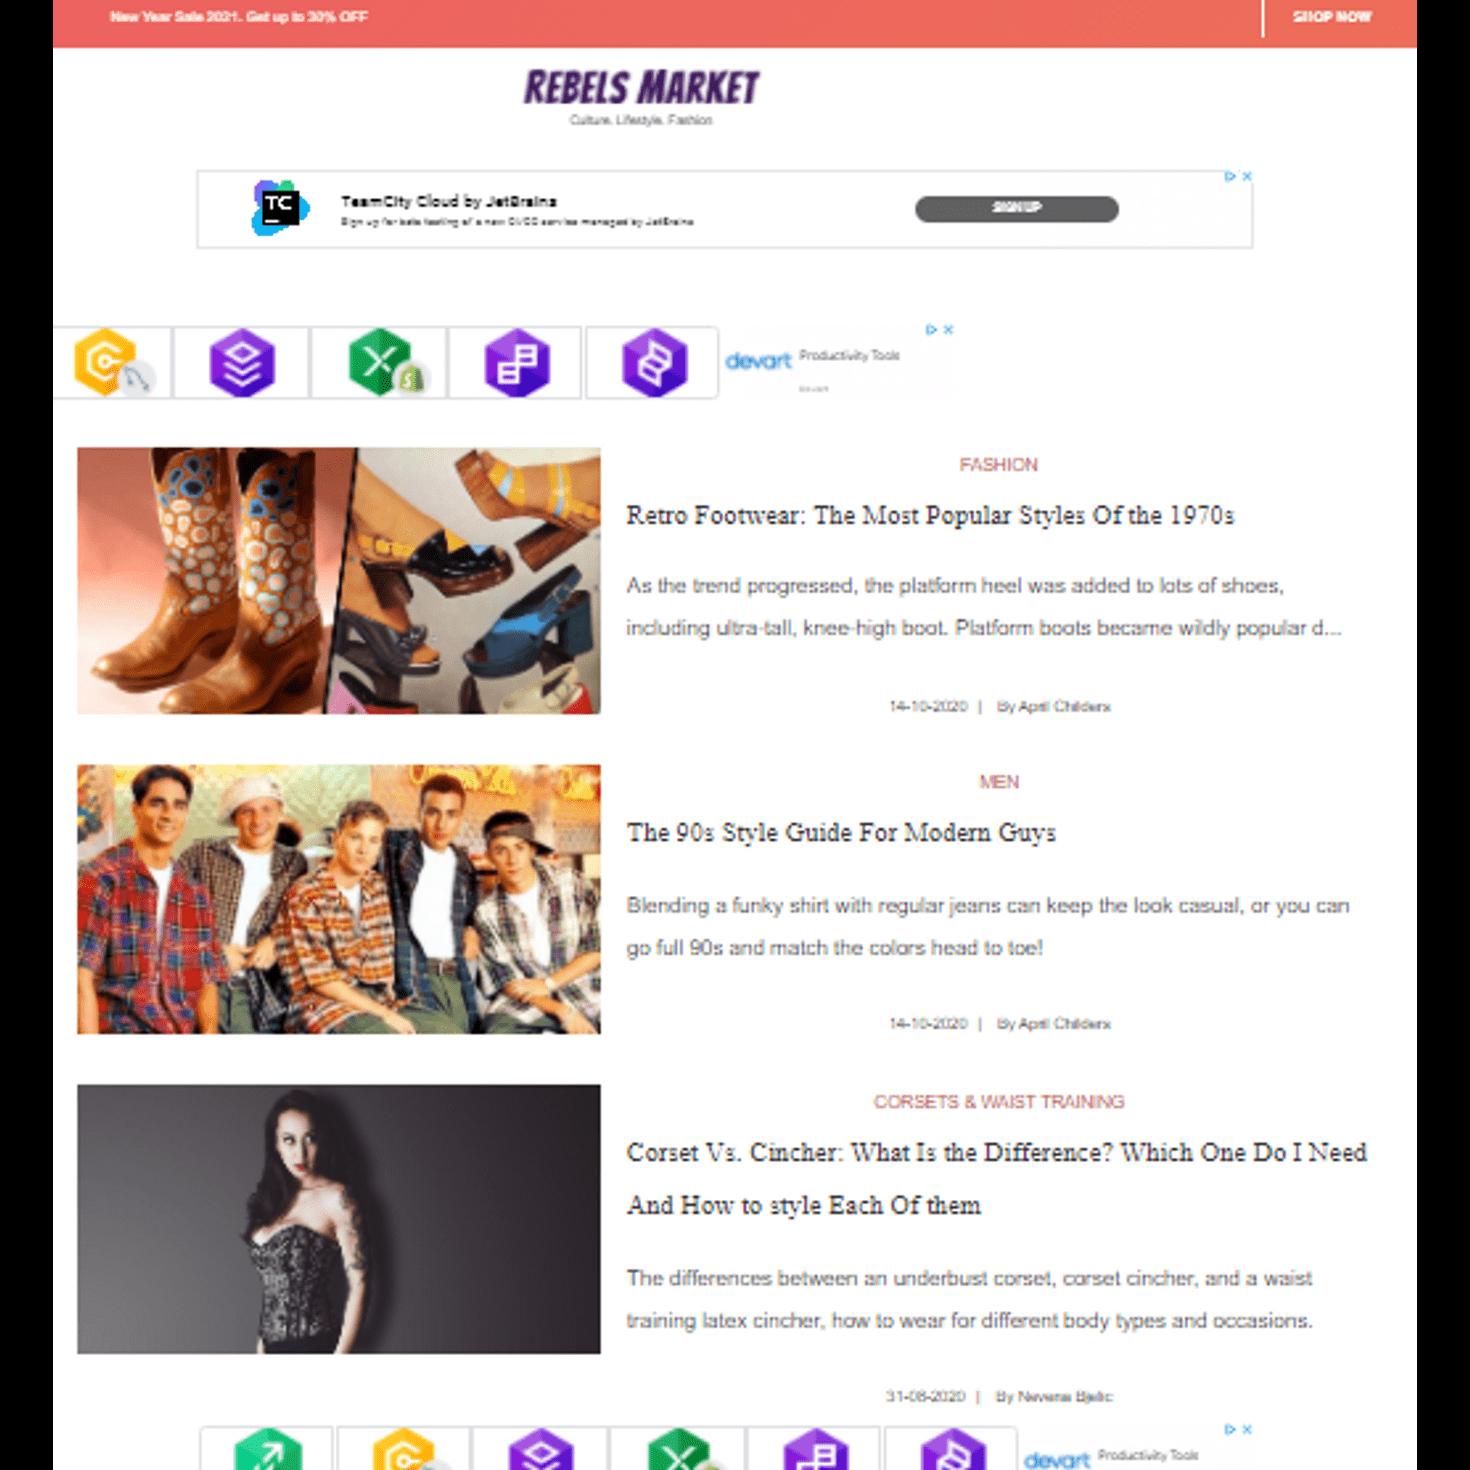 New Year Sale 2021. Get up to 30% OFF
SHOP NOW
REBELS MARKET
Culture. Lifestyle. Fashion
TC
TeamCity Cloud by JetBrains
Sign up for beta testing of a new CI/CD service managed by JetBrains
SIGN UP
devart
Productivity Tools
Devart
FASHION
Retro Footwear: The Most Popular Styles Of the 1970s
As the trend progressed, the platform heel was added to lots of shoes,
including ultra-tall, knee-high boot. Platform boots became wildly popular d...
14-10-2020 | By April Childers
MEN
The 90s Style Guide For Modern Guys
Blending a funky shirt with regular jeans can keep the look casual, or you can
go full 90s and match the colors head to toe!
14-10-2020 | By April Childers
CORSETS & WAIST TRAINING
Corset Vs. Cincher: What Is the Difference? Which One Do I Need
And How to style Each Of them
The differences between an underbust corset, corset cincher, and a waist
training latex cincher, how to wear for different body types and occasions.
31-08-2020 | By Nevena Bjelic
devart
Productivity Tools